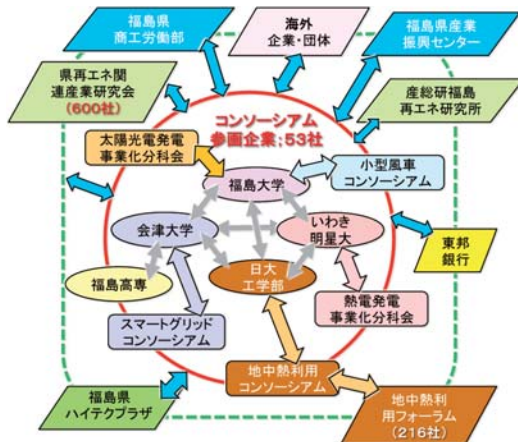 福島県
商工労働部
海外
企業・団体
福島県産業
振興センター
県再エネ関
連産業研究会
(600社)
産総研福島
再エネ研究所
コンソーシアム
参画企業;53社
太陽光電発電
事業化分科会
小型風車
コンソーシアム
福島大学
会津大学
いわき
明星大
東邦
銀行
日大
工学部
福島高専
熱電発電
事業化分科会
スマートグリッド
コンソーシアム
地中熱利用
コンソーシアム
福島県
ハイテクプラザ
地中熱利
用フォーラム
(216社)